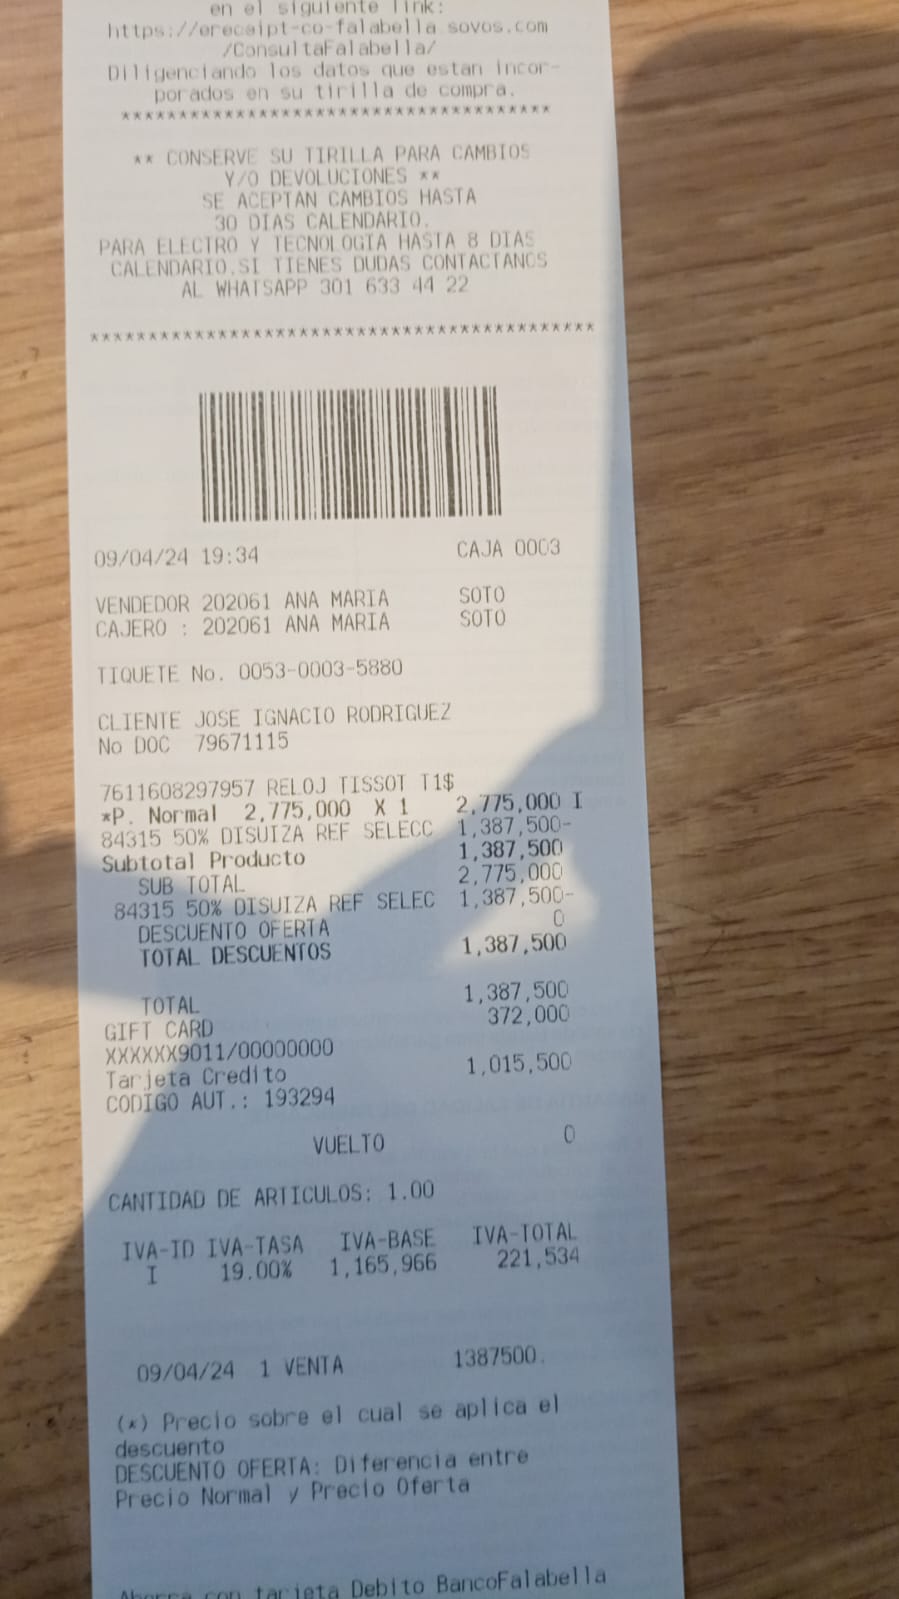 en el siguiente link:
https://ereceipt-co-falabella.sovos.com
/ConsultaFalabella/
Diligenciando los datos que estan incor-
porados en su tirilla de compra.
*************************************
** CONSERVE SU TIRILLA PARA CAMBIOS
Y/O DEVOLUCIONES **
SE ACEPTAN CAMBIOS HASTA
30 DIAS CALENDARIO.
PARA ELECTRO Y TECNOLOGIA HASTA 8 DIAS
CALENDARIO.SI TIENES DUDAS CONTACTANOS
AL WHATSAPP 301 633 44 22
*******************************************
09/04/24 19:34 CAJA 0003
VENDEDOR 202061 ANA MARIA SOTO
CAJERO : 202061 ANA MARIA SOTO
TIQUETE No. 0053-0003-5880
CLIENTE JOSE IGNACIO RODRIGUEZ
No DOC 79671115
7611608297957 RELOJ TISSOT T1$
*P. Normal 2,775,000 X 1 2,775,000 I
84315 50% DISUIZA REF SELECC 1,387,500-
Subtotal Producto 1,387,500
SUB TOTAL 2,775,000
84315 50% DISUIZA REF SELEC 1,387,500-
DESCUENTO OFERTA 0
TOTAL DESCUENTOS 1,387,500
TOTAL 1,387,500
GIFT CARD 372,000
XXXXXX9011/00000000
Tarjeta Credito 1,015,500
CODIGO AUT.: 193294
VUELTO 0
CANTIDAD DE ARTICULOS: 1.00
IVA-ID IVA-TASA IVA-BASE IVA-TOTAL
I 19.00% 1,165,966 221,534
09/04/24 1 VENTA 1387500.
(*) Precio sobre el cual se aplica el
descuento
DESCUENTO OFERTA: Diferencia entre
Precio Normal y Precio Oferta
Ahorra con tarjeta Debito BancoFalabella